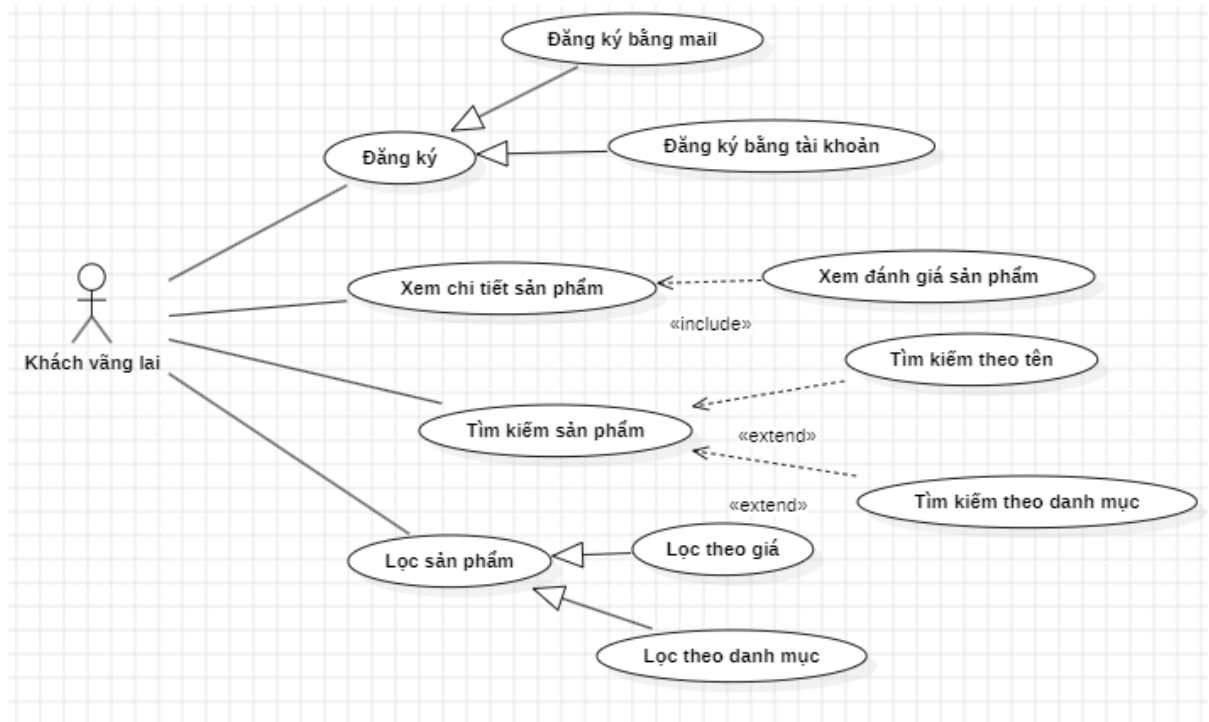 Đăng ký bằng mail
Đăng ký bằng tài khoản
Đăng ký
Xem đánh giá sản phẩm
Xem chi tiết sản phẩm
«include»
Khách vãng lai
Tìm kiếm theo tên
Tìm kiếm sản phẩm
«extend»
Tìm kiếm theo danh mục
«extend»
Lọc theo giá
Lọc sản phẩm
Lọc theo danh mục